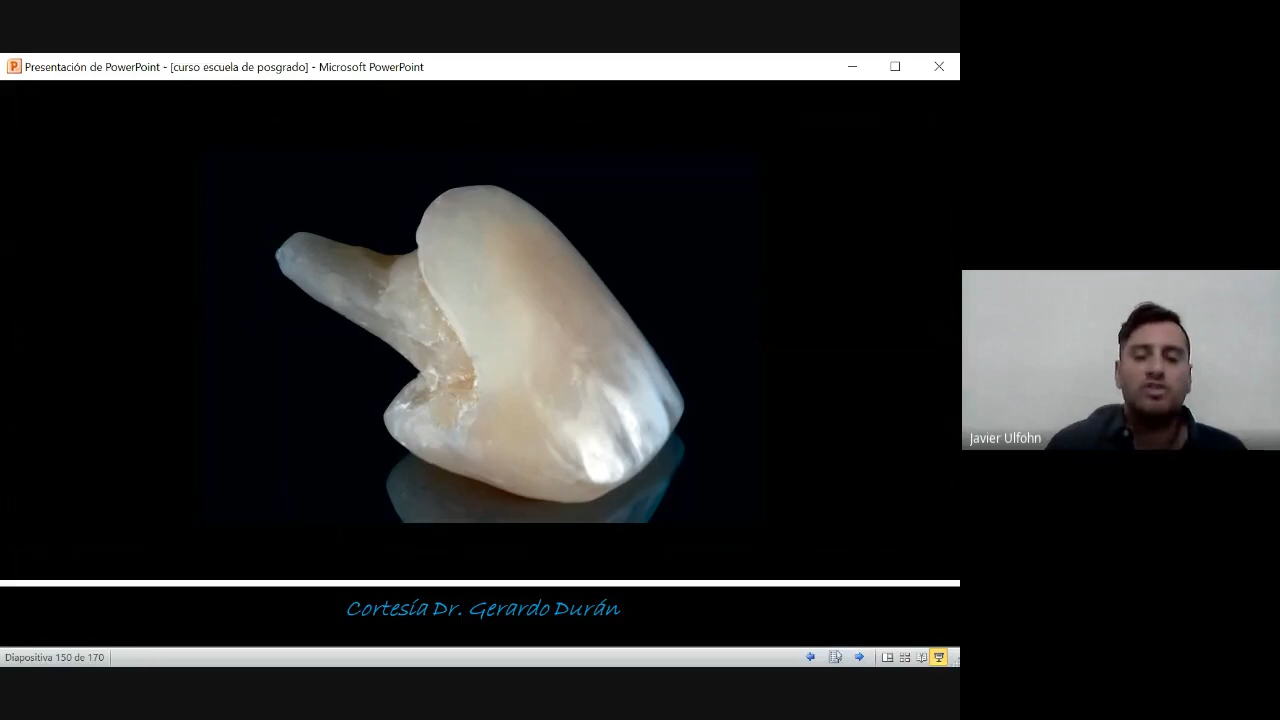 Presentación de PowerPoint - [curso escuela de posgrado] - Microsoft PowerPoint
Javier Ulfohn
Cortesía Dr. Gerardo Durán
Diapositiva 150 de 170